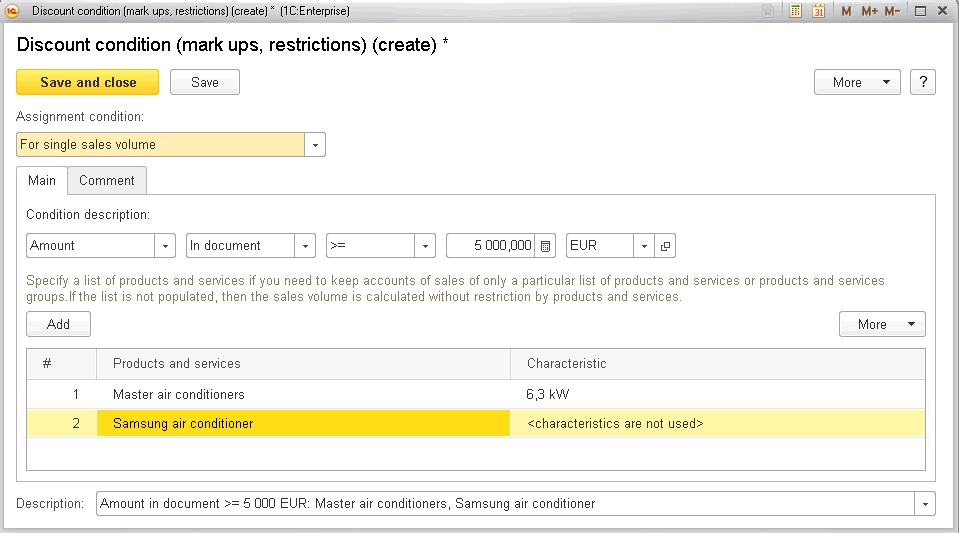 Discount condition (mark ups, restrictions) (create) * (1C:Enterprise)
31 M M+ M-
Discount condition (mark ups, restrictions) (create) *
Save and close Save More ?
Assignment condition:
For single sales volume
Main Comment
Condition description:
Amount In document >= 5 000,000 EUR
Specify a list of products and services if you need to keep accounts of sales of only a particular list of products and services or products and services
groups.If the list is not populated, then the sales volume is calculated without restriction by products and services.
Add More
# Products and services Characteristic
1 Master air conditioners 6,3 kW
2 Samsung air conditioner <characteristics are not used>
Description: Amount in document >= 5 000 EUR: Master air conditioners, Samsung air conditioner